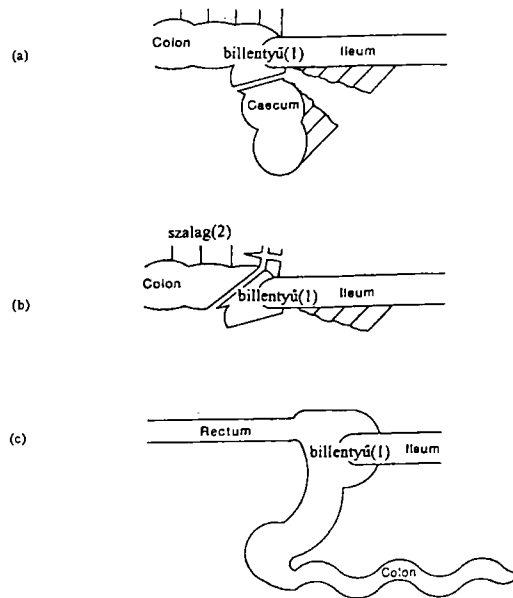 (a)
Colon
billentyű(1)
Ileum
Caecum
szalag(2)
(b)
Colon
billentyű(1)
Ileum
(c)
Rectum
billentyű(1)
Ileum
Colon